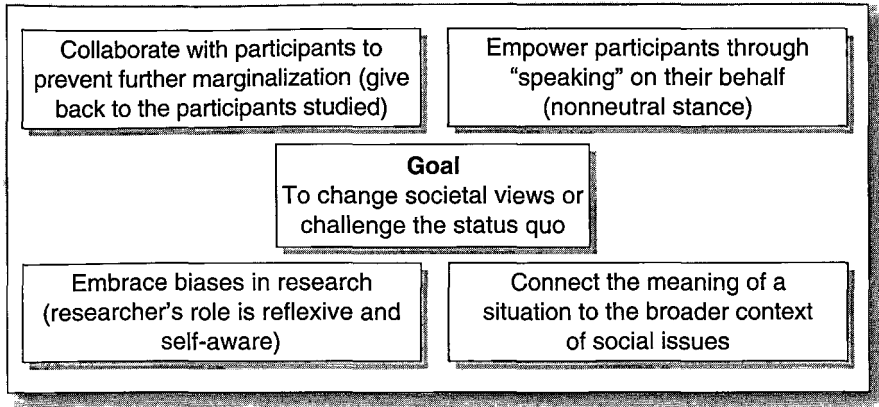 Collaborate with participants to
prevent further marginalization (give
back to the participants studied)
Empower participants through
“speaking” on their behalf
(nonneutral stance)
Goal
To change societal views or
challenge the status quo
Embrace biases in research
(researcher’s role is reflexive and
self-aware)
Connect the meaning of a
situation to the broader context
of social issues